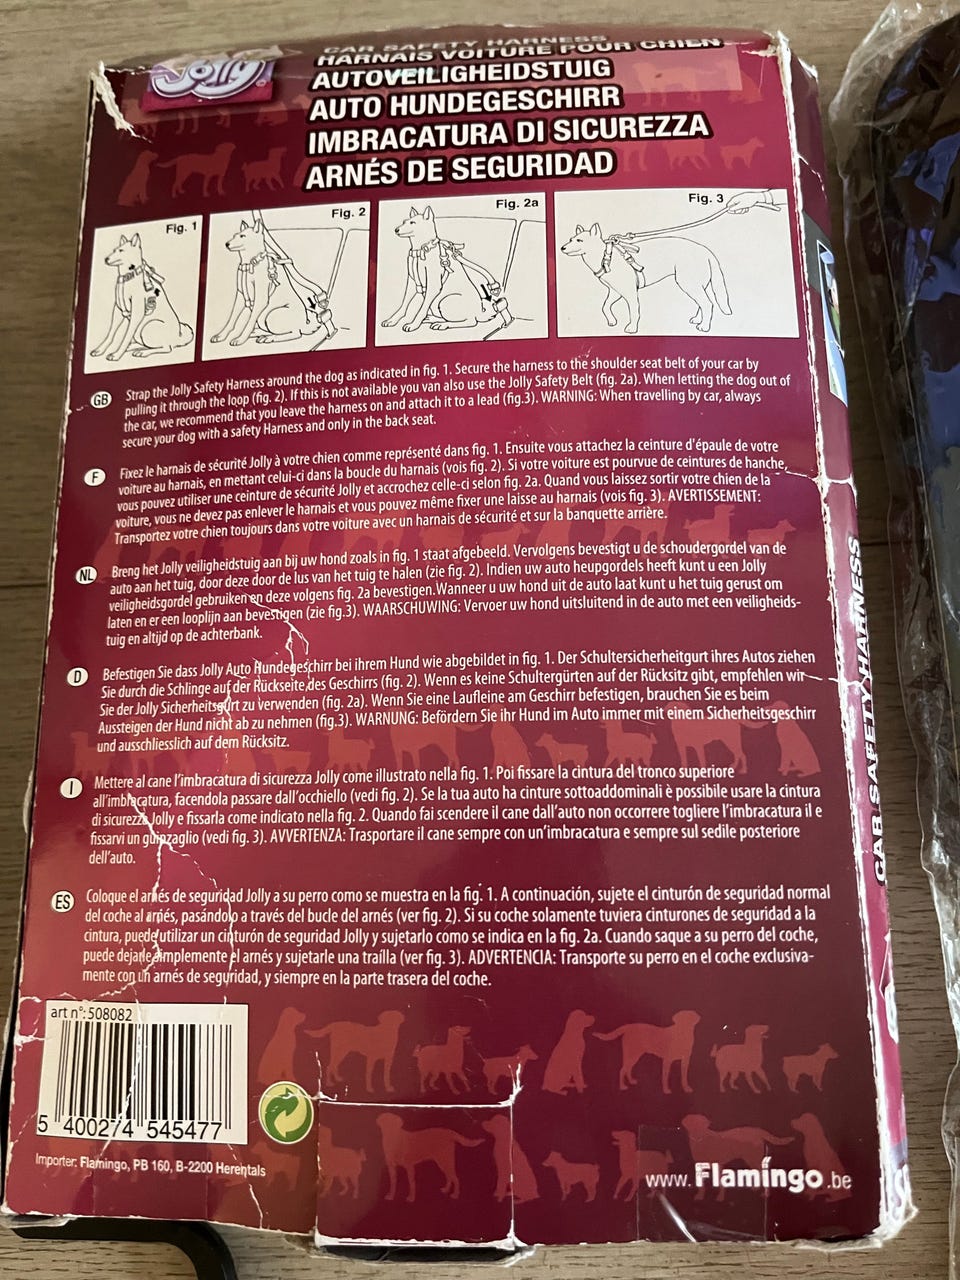 Jolly®
CAR SAFETY HARNESS
HARNAIS VOITURE POUR CHIEN
AUTOVEILIGHEIDSTUIG
AUTO HUNDEGESCHIRR
IMBRACATURA DI SICUREZZA
ARNÉS DE SEGURIDAD
Fig. 1
Fig. 2
Fig. 2a
Fig. 3
GB
Strap the Jolly Safety Harness around the dog as indicated in fig. 1. Secure the harness to the shoulder seat belt of your car by
pulling it through the loop (fig. 2). If this is not available you van also use the Jolly Safety Belt (fig. 2a). When letting the dog out of
the car, we recommend that you leave the harness on and attach it to a lead (fig.3). WARNING: When travelling by car, always
secure your dog with a safety Harness and only in the back seat.
F
Fixez le harnais de sécurité Jolly à votre chien comme représenté dans fig. 1. Ensuite vous attachez la ceinture d'épaule de votre
voiture au harnais, en mettant celui-ci dans la boucle du harnais (vois fig. 2). Si votre voiture est pourvue de ceintures de hanche,
vous pouvez utiliser une ceinture de sécurité Jolly et accrochez celle-ci selon fig. 2a. Quand vous laissez sortir votre chien de la
voiture, vous ne devez pas enlever le harnais et vous pouvez même fixer une laisse au harnais (vois fig. 3). AVERTISSEMENT:
Transportez votre chien toujours dans votre voiture avec un harnais de sécurité et sur la banquette arrière.
NL
Breng het Jolly veiligheidstuig aan bij uw hond zoals in fig. 1 staat afgebeeld. Vervolgens bevestigt u de schoudergordel van de
auto aan het tuig, door deze door de lus van het tuig te halen (zie fig. 2). Indien uw auto heupgordels heeft kunt u een Jolly
veiligheidsgordel gebruiken en deze volgens fig. 2a bevestigen.Wanneer u uw hond uit de auto laat kunt u het tuig gerust om
laten en er een looplijn aan bevestigen (zie fig.3). WAARSCHUWING: Vervoer uw hond uitsluitend in de auto met een veiligheids-
tuig en altijd op de achterbank.
D
Befestigen Sie dass Jolly Auto Hundegeschirr bei ihrem Hund wie abgebildet in fig. 1. Der Schultersicherheitgurt ihres Autos ziehen
Sie durch die Schlinge auf der Rückseite des Geschirrs (fig. 2). Wenn es keine Schultergürten auf der Rücksitz gibt, empfehlen wir
Sie der Jolly Sicherheitsgurt zu verwenden (fig. 2a). Wenn Sie eine Laufleine am Geschirr befestigen, brauchen Sie es beim
Aussteigen der Hund nicht ab zu nehmen (fig.3). WARNUNG: Befördern Sie ihr Hund im Auto immer mit einem Sicherheitsgeschirr
und ausschliesslich auf dem Rücksitz.
I
Mettere al cane l'imbracatura di sicurezza Jolly come illustrato nella fig. 1. Poi fissare la cintura del tronco superiore
all'imbracatura, facendola passare dall'occhiello (vedi fig. 2). Se la tua auto ha cinture sottoaddominali è possibile usare la cintura
di sicurezza Jolly e fissarla come indicato nella fig. 2. Quando fai scendere il cane dall'auto non occorrere togliere l'imbracatura il e
fissarvi un guinzaglio (vedi fig. 3). AVVERTENZA: Trasportare il cane sempre con un'imbracatura e sempre sul sedile posteriore
dell'auto.
ES
Coloque el arnés de seguridad Jolly a su perro como se muestra en la fig. 1. A continuación, sujete el cinturón de seguridad normal
del coche al arnés, pasándolo a través del bucle del arnés (ver fig. 2). Si su coche solamente tuviera cinturones de seguridad a la
cintura, puede utilizar un cinturón de seguridad Jolly y sujetarlo como se indica en la fig. 2a. Cuando saque a su perro del coche,
puede dejarle simplemente el arnés y sujetarle una traílla (ver fig. 3). ADVERTENCIA: Transporte su perro en el coche exclusiva-
mente con un arnés de seguridad, y siempre en la parte trasera del coche.
art n°: 508082
5 400274 545477
Importer: Flamingo, PB 160, B-2200 Herentals
www.Flamingo.be
CAR SAFETY HARNESS